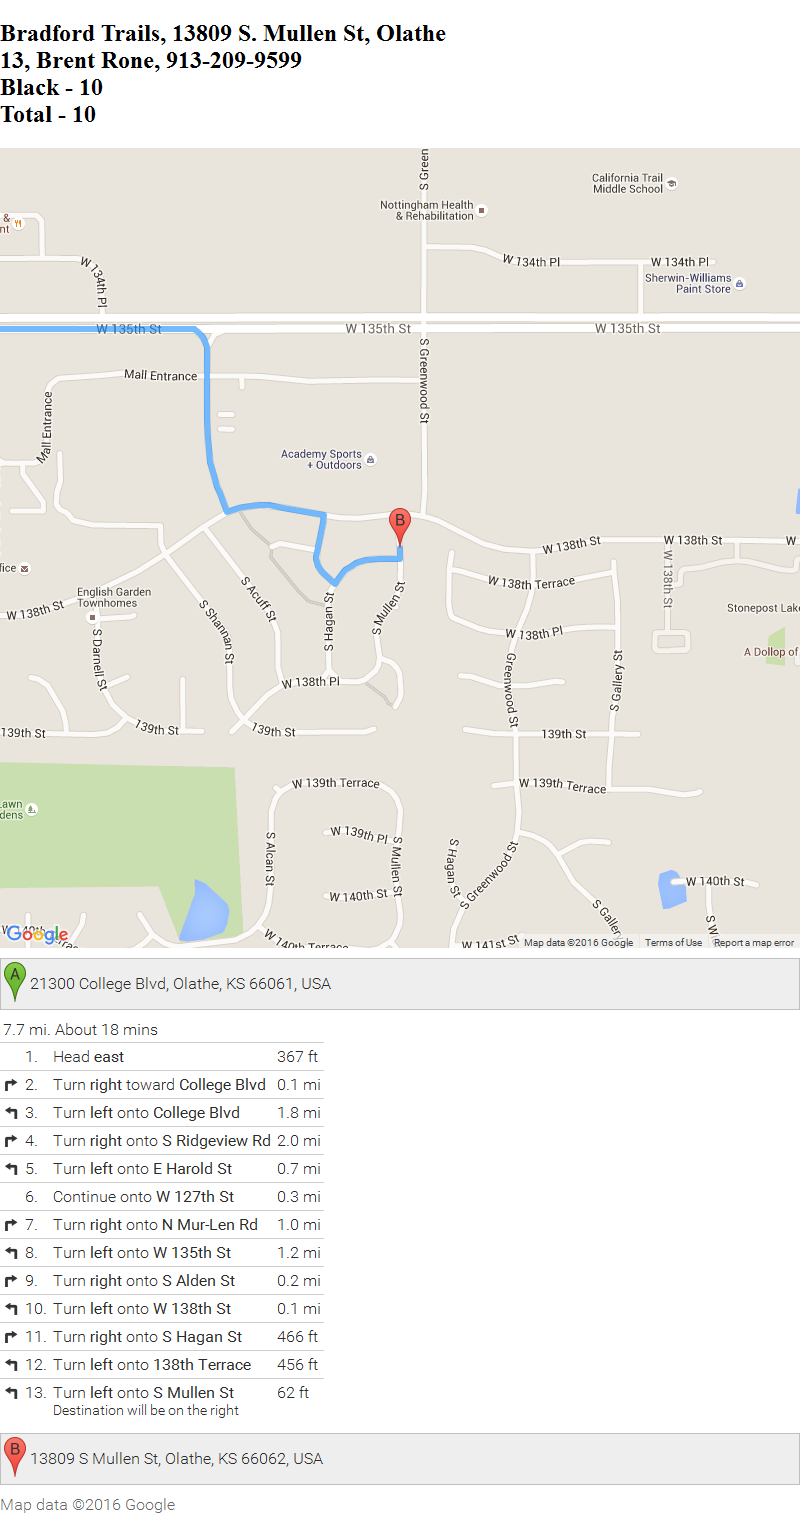 Bradford Trails, 13809 S. Mullen St, Olathe
13, Brent Rone, 913-209-9599
Black - 10
Total - 10
S Green
California Trail
Middle School
Nottingham Health
& Rehabilitation
&
nt
W 134th Pl
W 134th Pl
W 134th Pl
Sherwin-Williams
Paint Store
W 135th St
W 135th St
W 135th St
S Greenwood St
Mall Entrance
Mall Entrance
Academy Sports
+ Outdoors
B
W 138th St
W 138th St
W
fice
W 138th Terrace
W 138th St
English Garden
Townhomes
S Acuff St
S Mullen St
W 138th St
S Shannan St
S Hagan St
Stonepost Lake
S Darnell St
W 138th Pl
A Dollop of
Greenwood St
S Gallery St
W 138th Pl
139th St
139th St
139th St
139th St
W 139th Terrace
W 139th Terrace
Lawn
dens
W 139th Pl
S Alcan St
S Mullen St
S Hagan St
S Greenwood St
W 140th St
W 140th St
S Galler
S W
W 140th Terrace
W 141st St
Google
Map data ©2016 Google
Terms of Use
Report a map error
A
21300 College Blvd, Olathe, KS 66061, USA
7.7 mi. About 18 mins
1. Head east 367 ft
2. Turn right toward College Blvd 0.1 mi
3. Turn left onto College Blvd 1.8 mi
4. Turn right onto S Ridgeview Rd 2.0 mi
5. Turn left onto E Harold St 0.7 mi
6. Continue onto W 127th St 0.3 mi
7. Turn right onto N Mur-Len Rd 1.0 mi
8. Turn left onto W 135th St 1.2 mi
9. Turn right onto S Alden St 0.2 mi
10. Turn left onto W 138th St 0.1 mi
11. Turn right onto S Hagan St 466 ft
12. Turn left onto 138th Terrace 456 ft
13. Turn left onto S Mullen St 62 ft
Destination will be on the right
B
13809 S Mullen St, Olathe, KS 66062, USA
Map data ©2016 Google